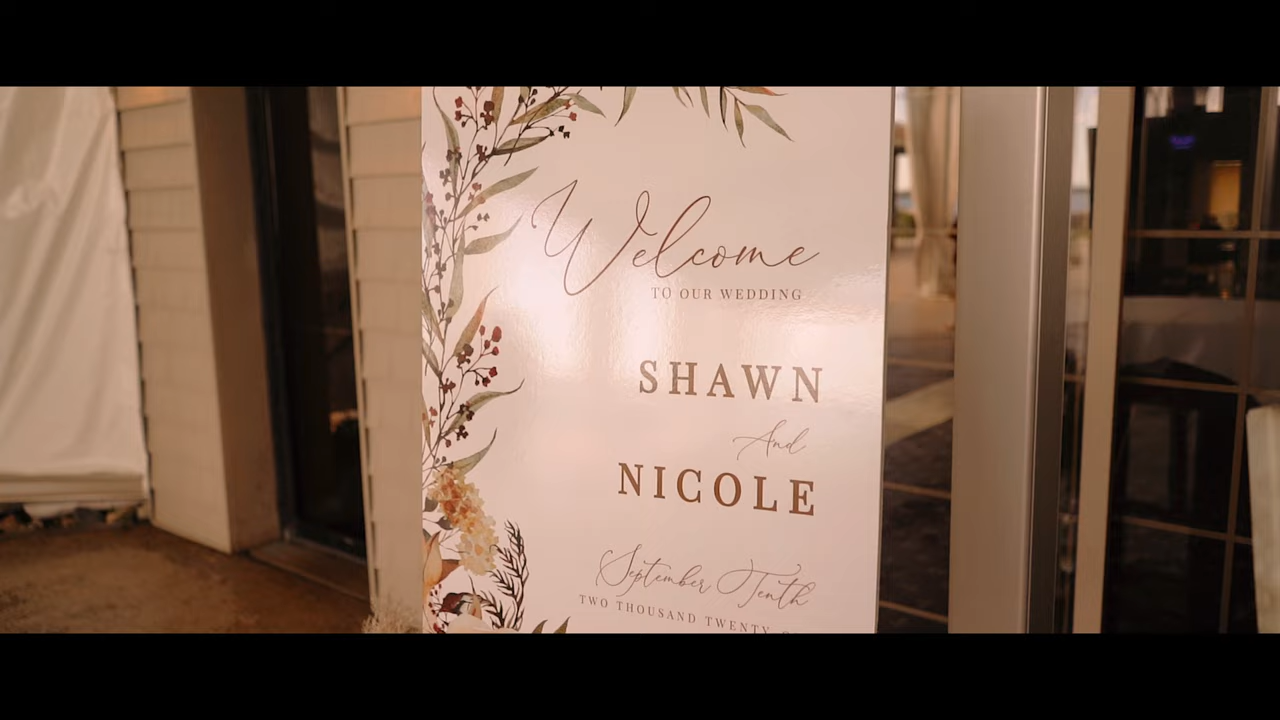 Welcome
TO OUR WEDDING
SHAWN
And
NICOLE
September Tenth
TWO THOUSAND TWENTY